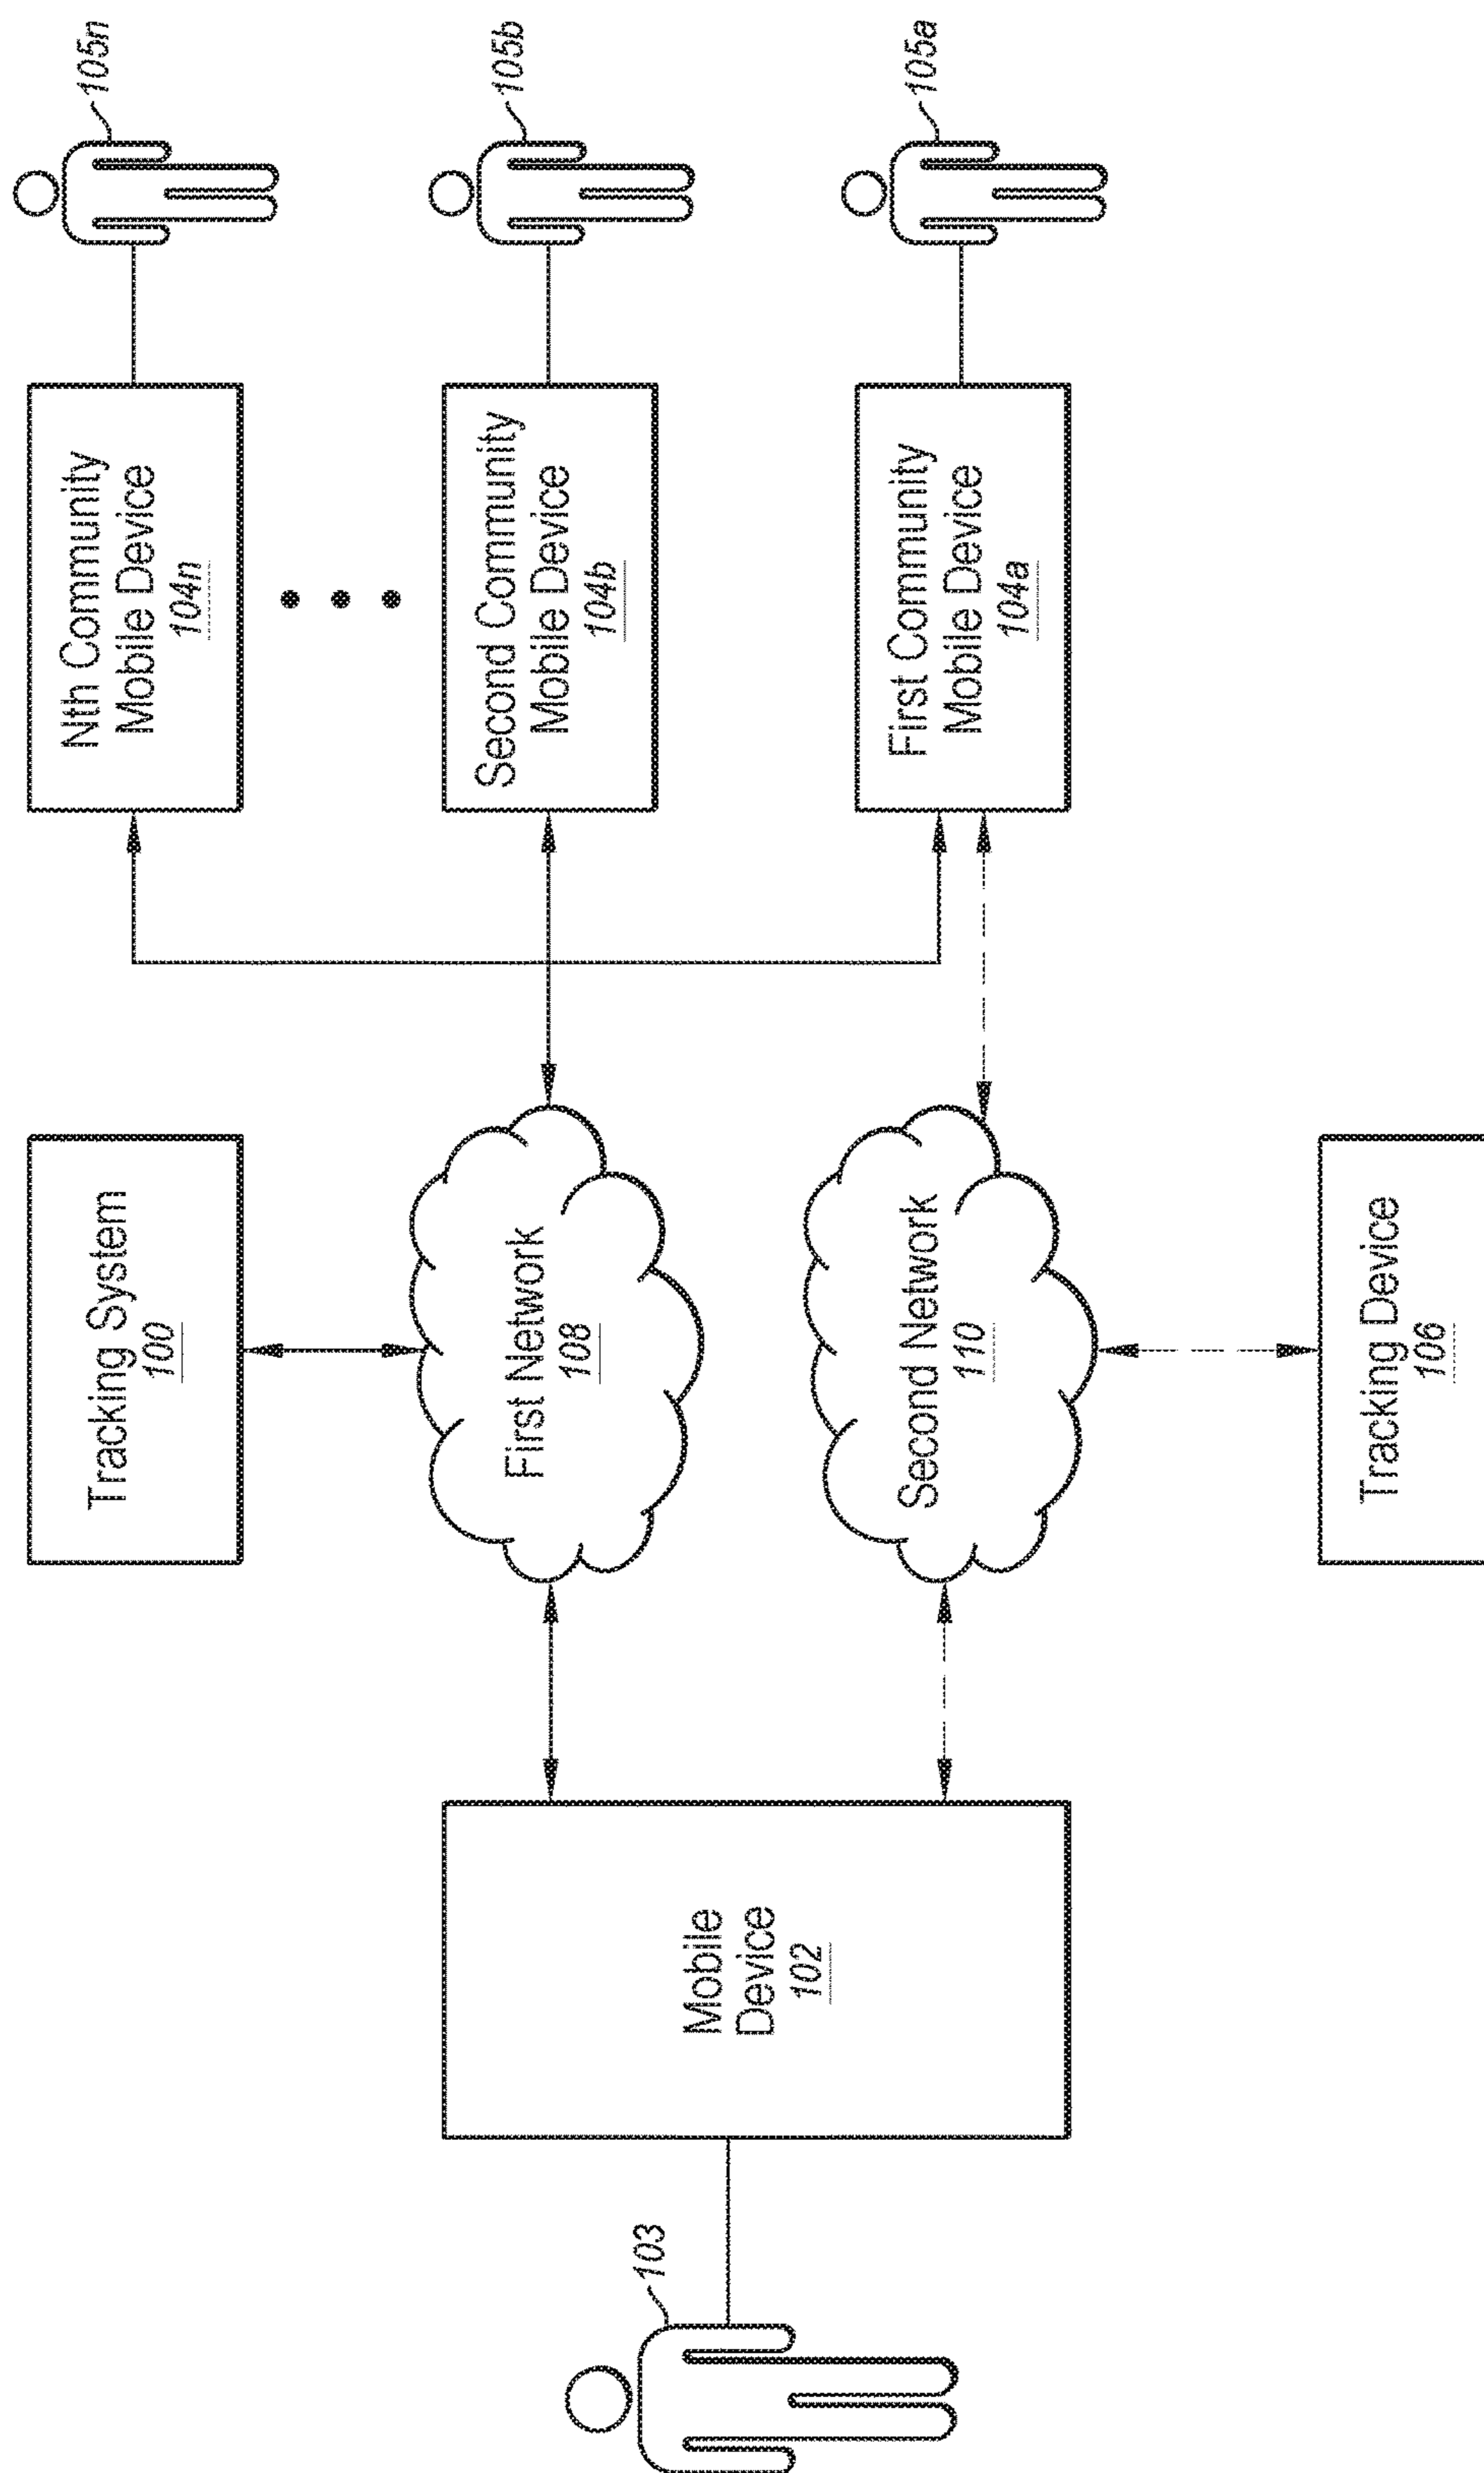 Tracking System
100
Nth Community
Mobile Device
104n
105n
First Network
108
Second Community
Mobile Device
104b
105b
103
Mobile
Device
102
Second Network
110
First Community
Mobile Device
104a
105a
Tracking Device
106